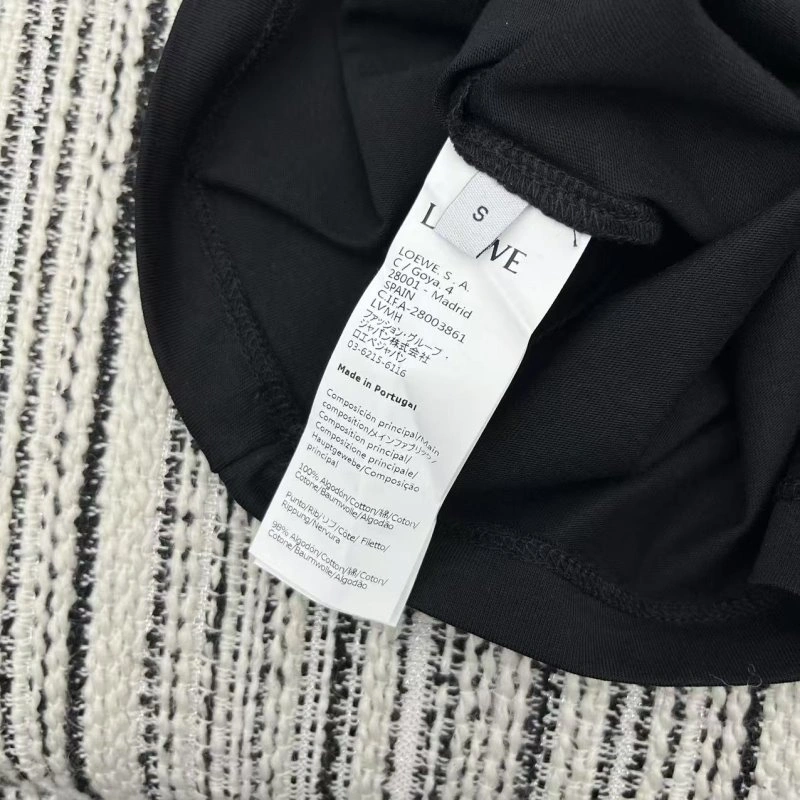 S
LOEWE
LOEWE, S. A.
C / Goya, 4
28001 - Madrid
SPAIN
C.I.F.A-28003861
LVMH
ファッション・グループ・
ジャパン株式会社
ロエベジャパン
03-6215-6116
Made in Portugal
Composición principal/Main
composition/メインファブリック/
Composition principale/
Composizione principale/
Hauptgewebe/Composição
principal
100% Algodón/Cotton/綿/Coton/
Cotone/Baumwolle/Algodão
Punto/Rib/リブ/Côte/ Filetto/
Rippung/Nervura
98% Algodón/Cotton/綿/Coton/
Cotone/Baumwolle/Algodão